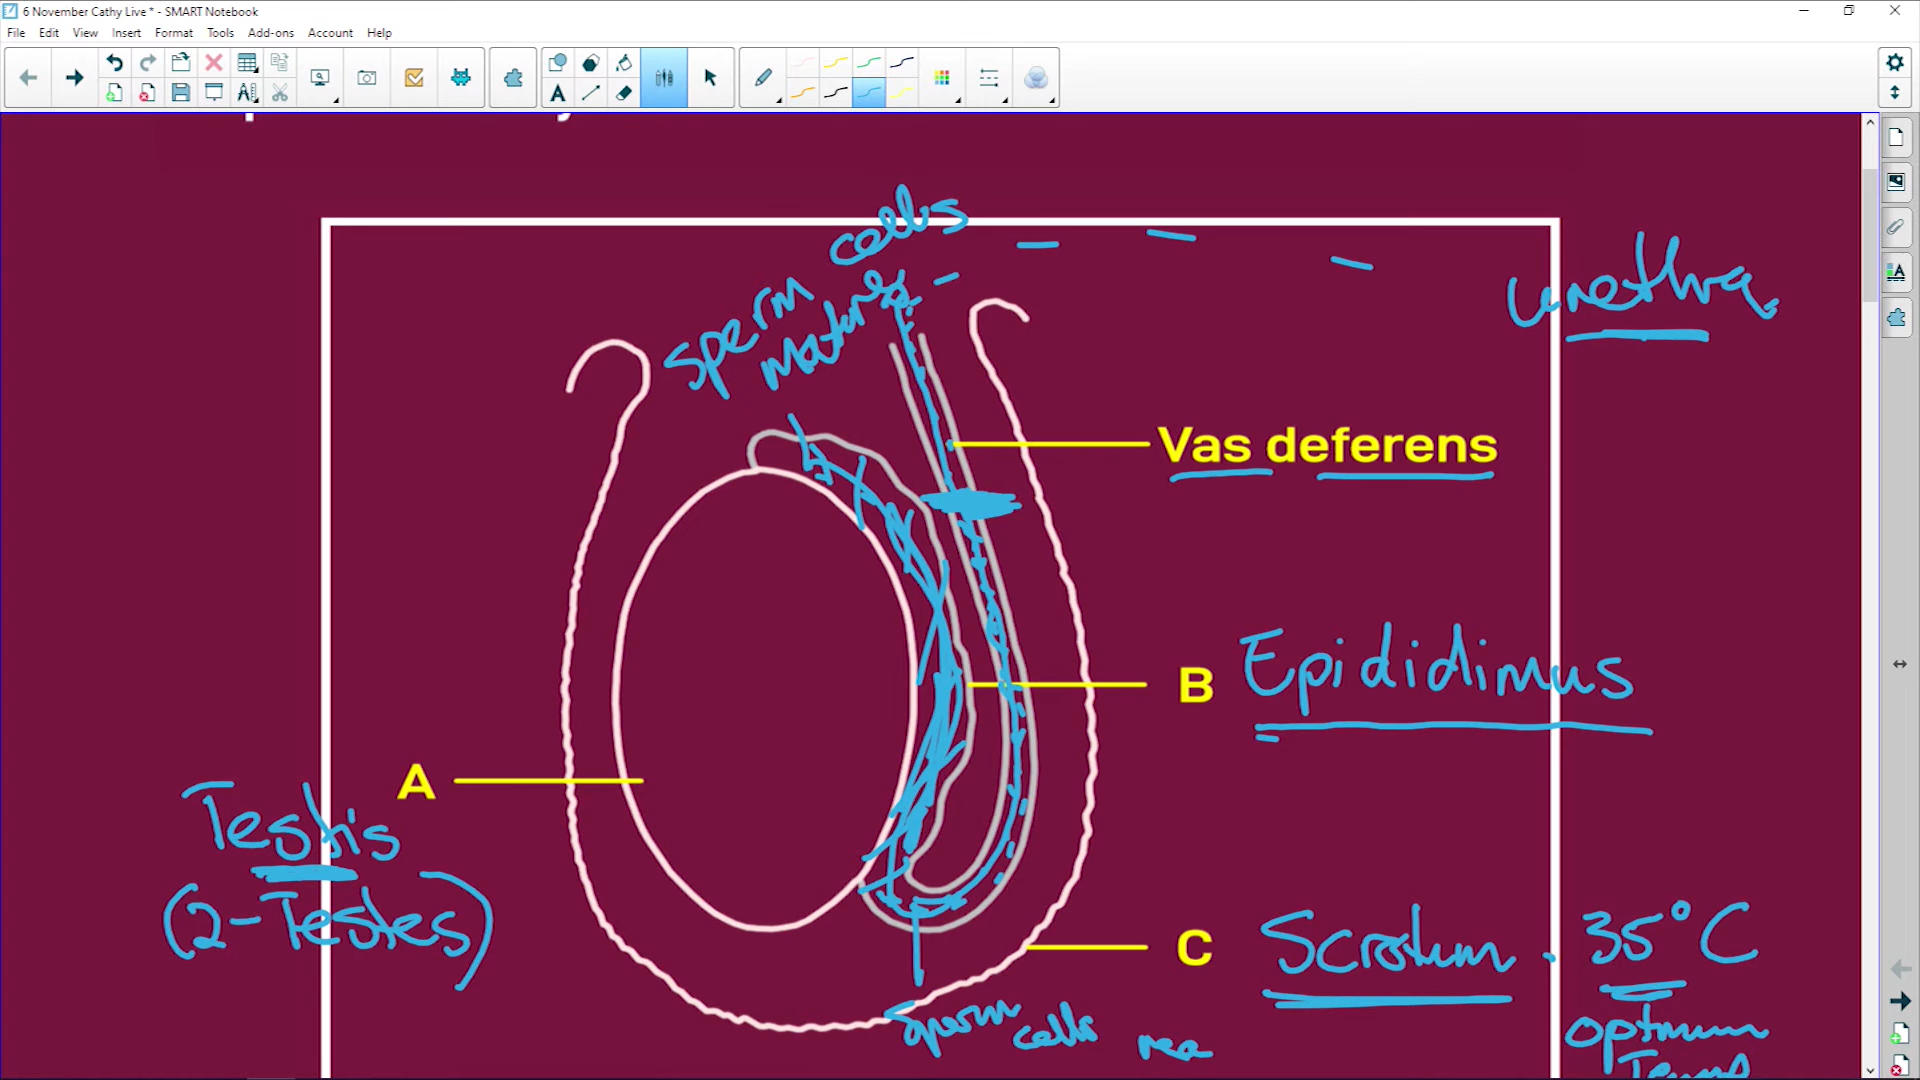 6 November Cathy Live * - SMART Notebook
File Edit View Insert Format Tools Add-ons Account Help
sperm cells
mature
Urethra
Vas deferens
B Epididimus
A
Testis
(2-Testes)
C Scrotum . 35°C
optimum
Temp
sperm cells